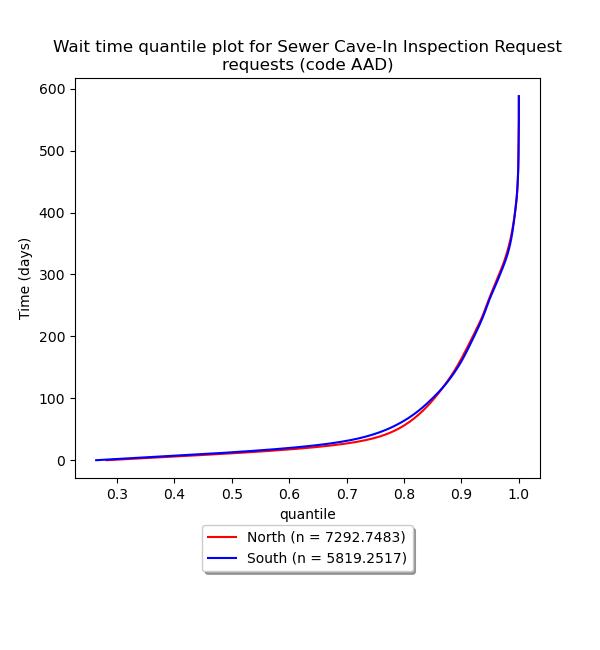 Wait time quantile plot for Sewer Cave-In Inspection Request
requests (code AAD)
600
500
400
300
200
100
0
Time (days)
0.3 0.4 0.5 0.6 0.7 0.8 0.9 1.0
quantile
North (n = 7292.7483)
South (n = 5819.2517)